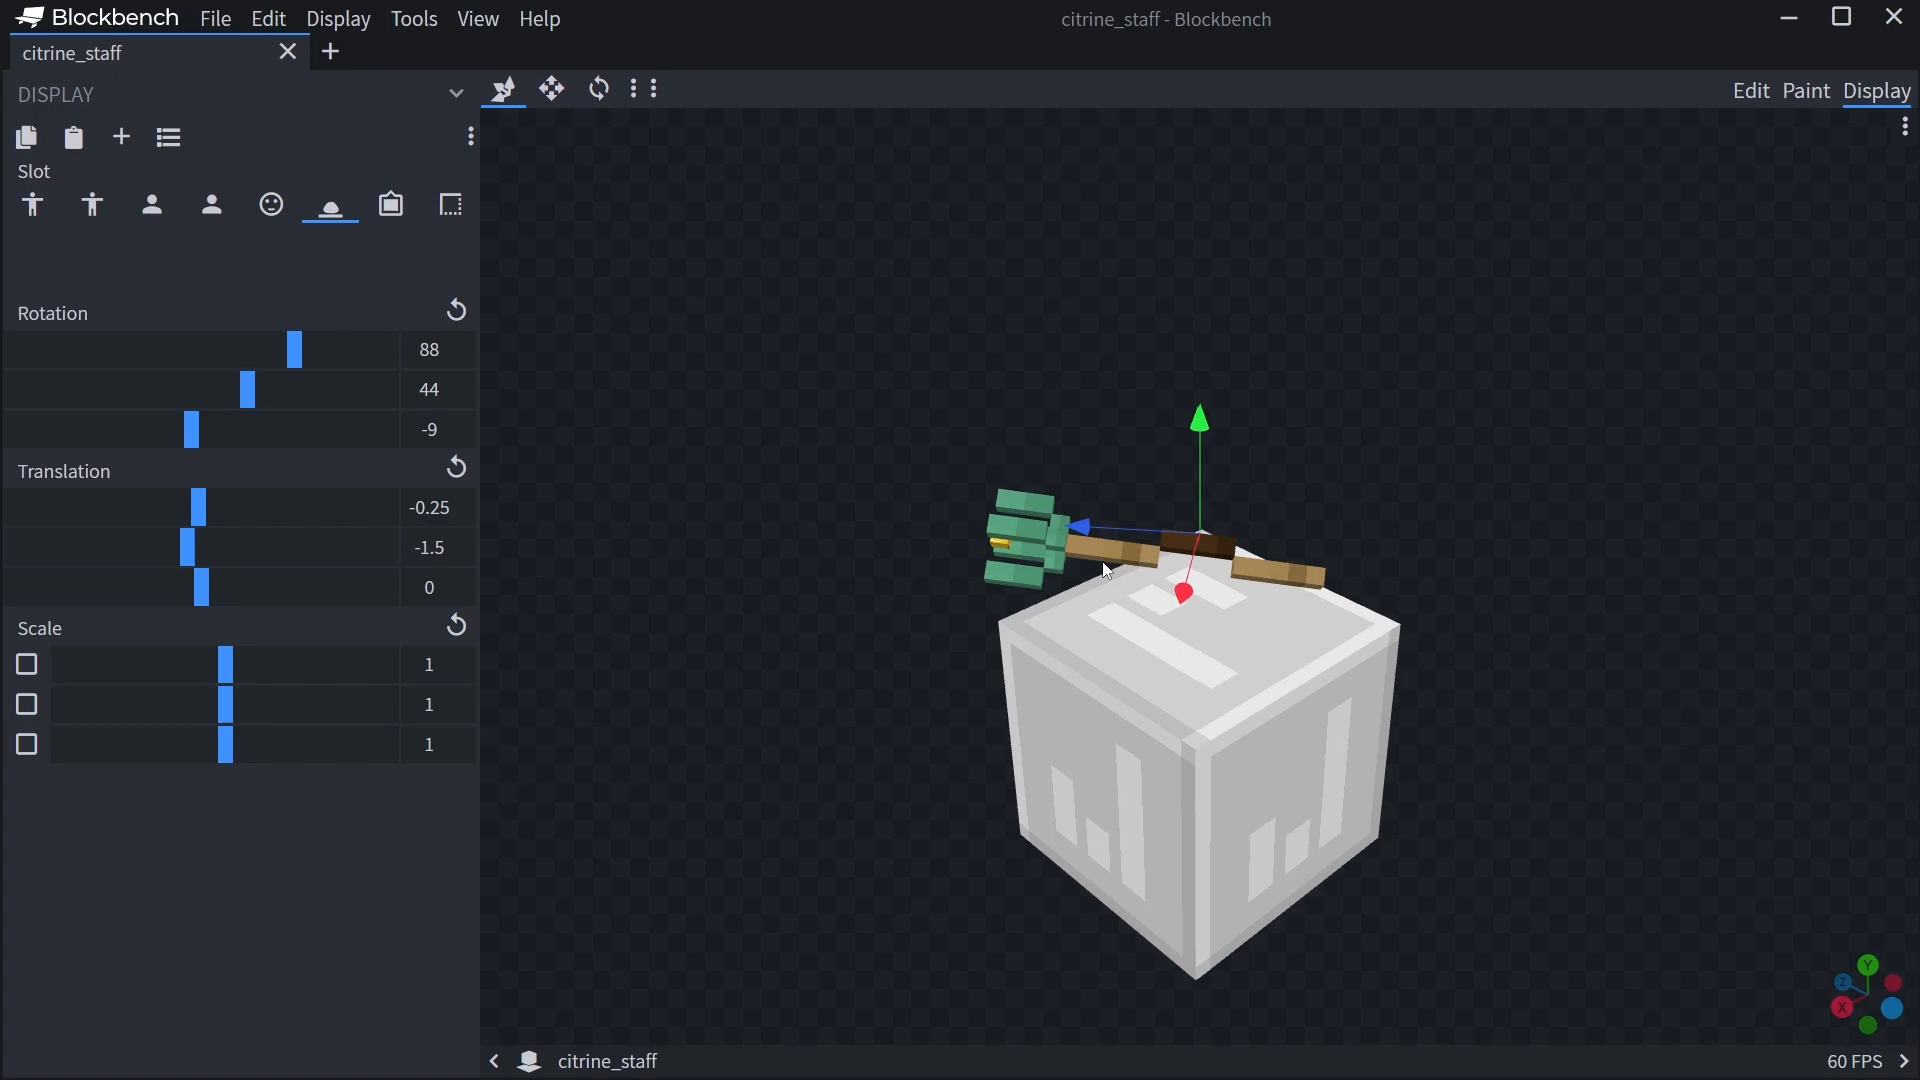 Blockbench File Edit Display Tools View Help citrine_staff - Blockbench
citrine_staff
DISPLAY
Edit Paint Display
Slot
Rotation
88
44
-9
Translation
-0.25
-1.5
0
Scale
1
1
1
Y
Z
X
citrine_staff
60 FPS